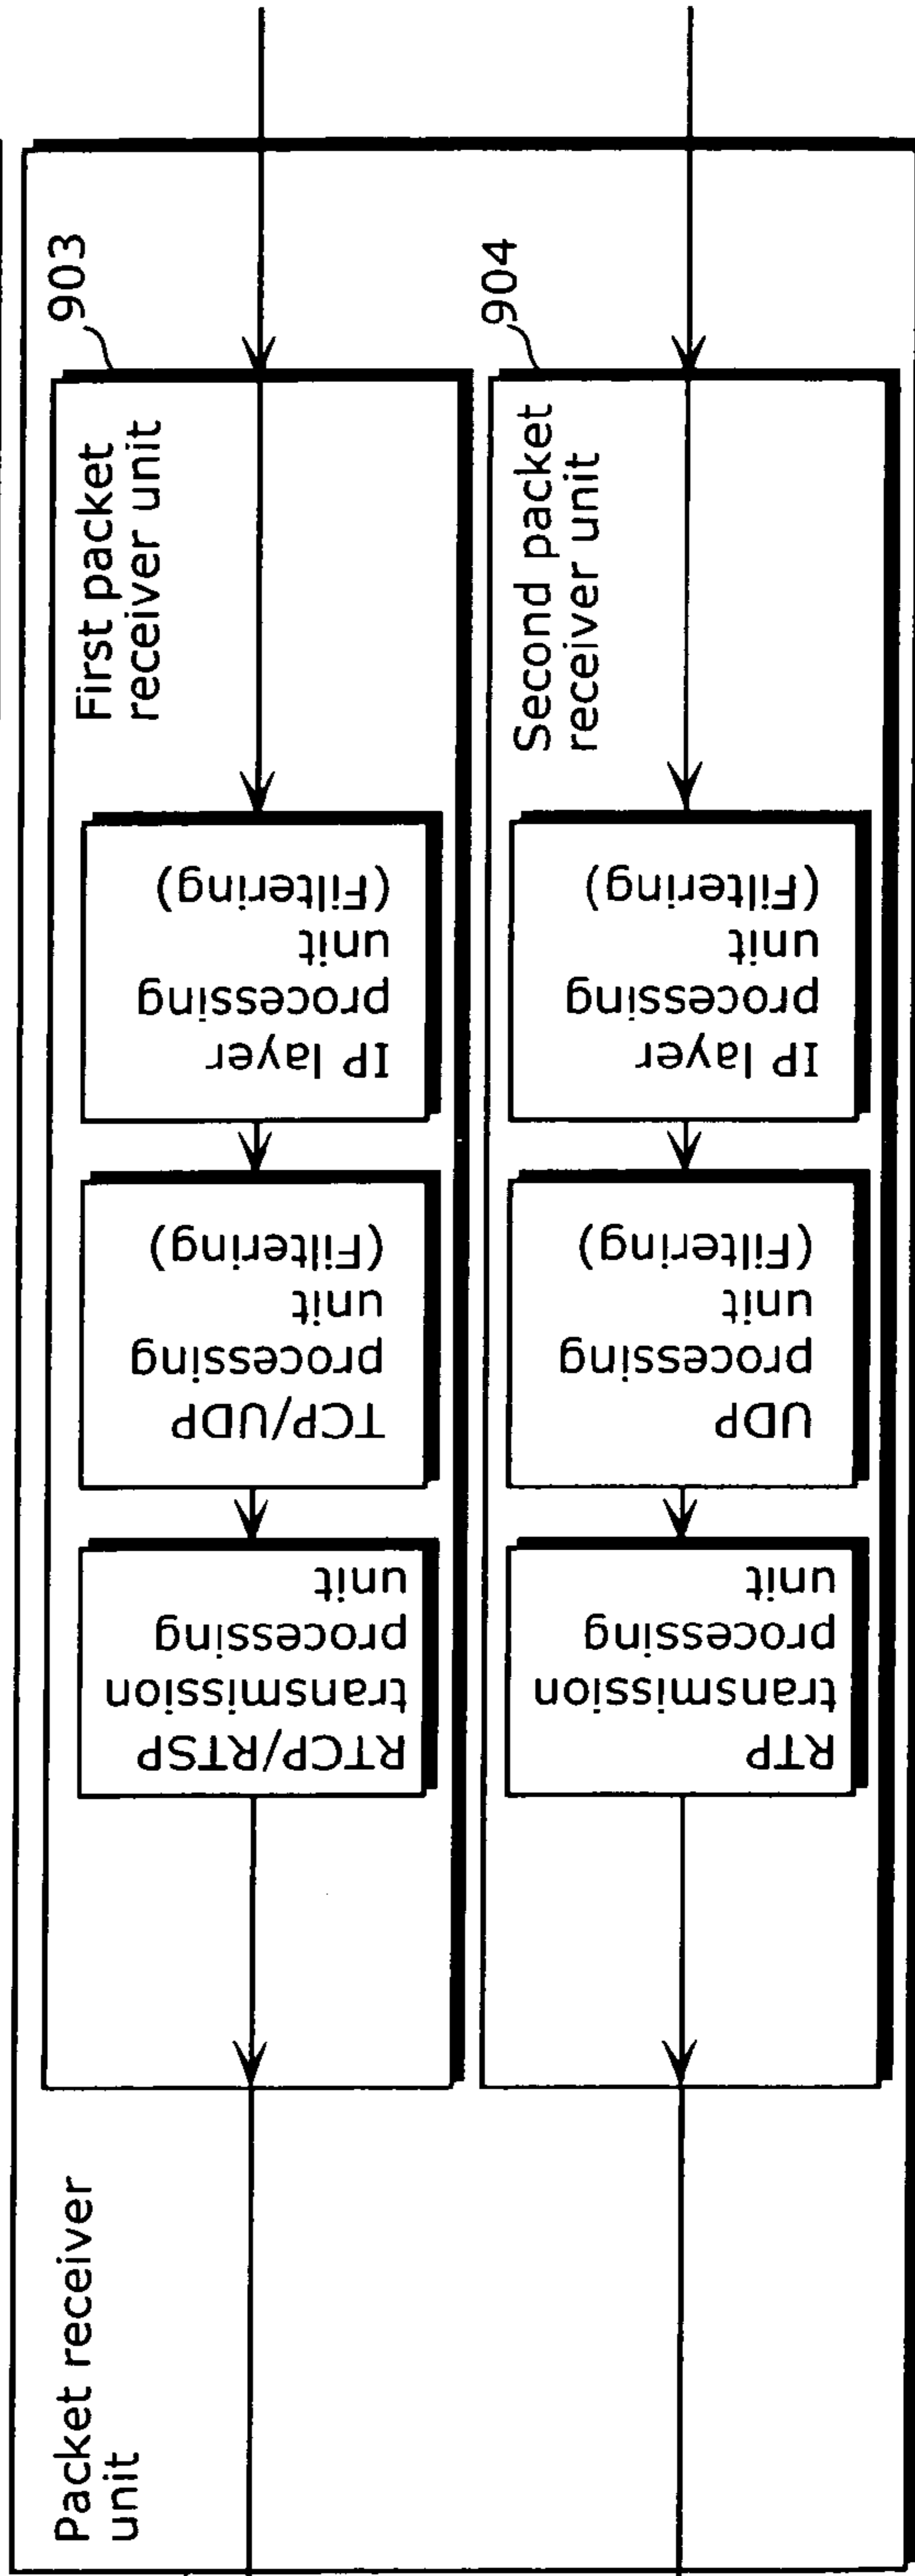 Packet receiver
unit
903
First packet
receiver unit
RTCP/RTSP
transmission
processing
unit
TCP/UDP
processing
unit
(Filtering)
IP layer
processing
unit
(Filtering)
904
Second packet
receiver unit
RTP
transmission
processing
unit
UDP
processing
unit
(Filtering)
IP layer
processing
unit
(Filtering)